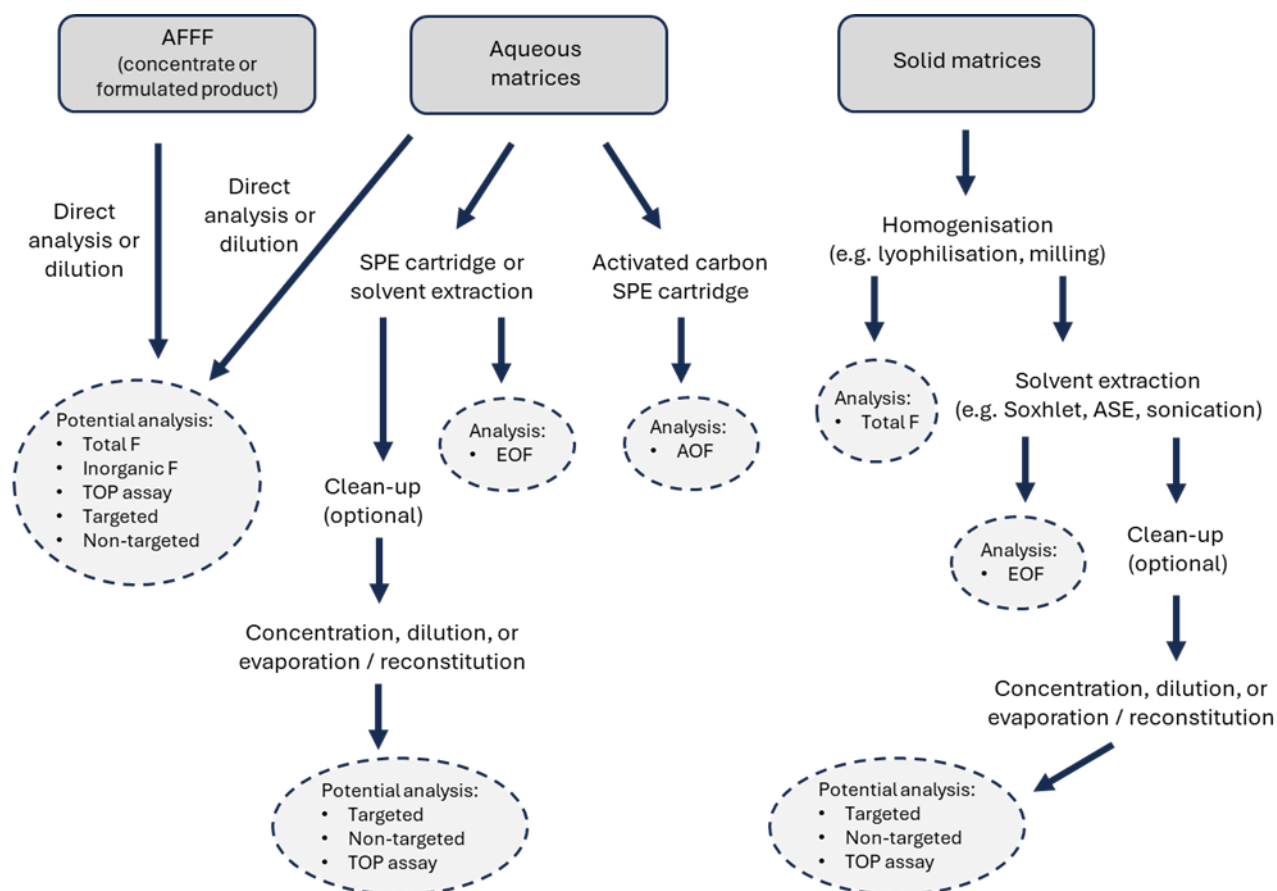 AFFF
(concentrate or
formulated product)
Aqueous
matrices
Solid matrices
Direct
analysis or
dilution
Direct
analysis or
dilution
SPE cartridge or
solvent extraction
Activated carbon
SPE cartridge
Homogenisation
(e.g. lyophilisation, milling)
Potential analysis:
• Total F
• Inorganic F
• TOP assay
• Targeted
• Non-targeted
Analysis:
• EOF
Analysis:
• AOF
Analysis:
• Total F
Solvent extraction
(e.g. Soxhlet, ASE, sonication)
Clean-up
(optional)
Analysis:
• EOF
Clean-up
(optional)
Concentration, dilution, or
evaporation / reconstitution
Concentration, dilution, or
evaporation / reconstitution
Potential analysis:
• Targeted
• Non-targeted
• TOP assay
Potential analysis:
• Targeted
• Non-targeted
• TOP assay